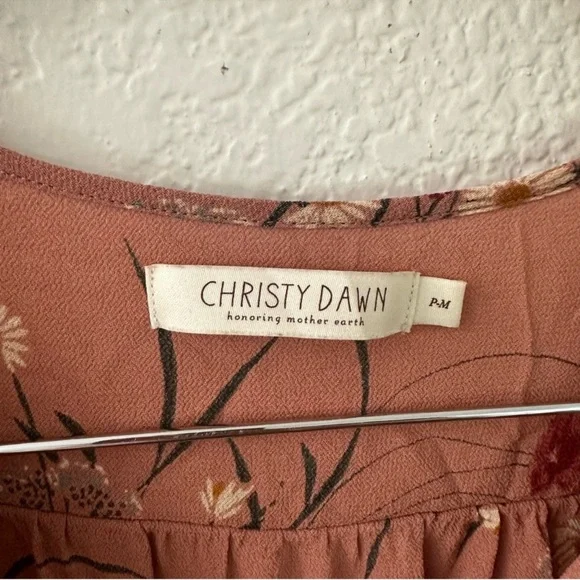 CHRISTY DAWN
honoring mother earth
P-M